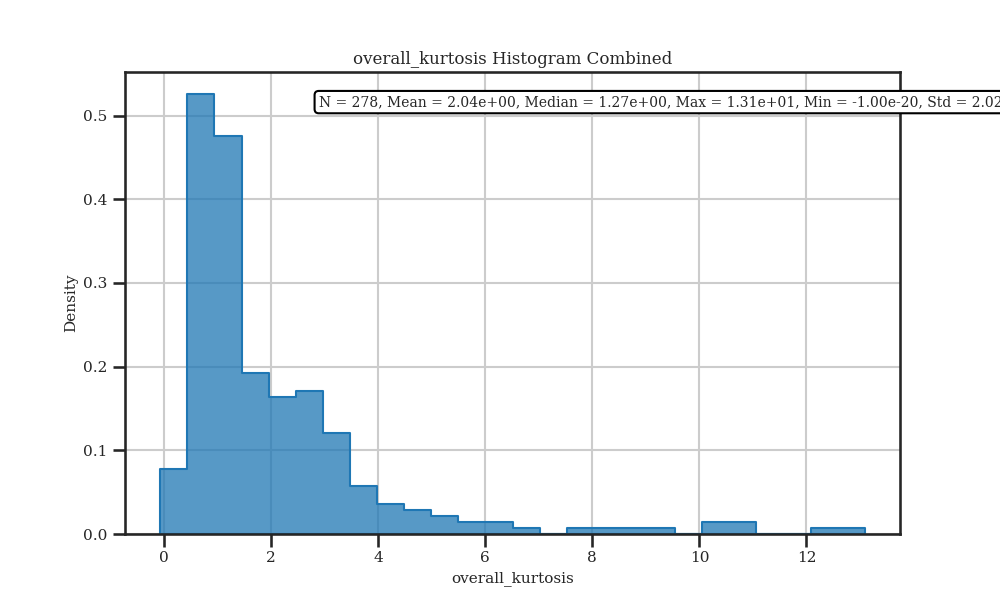 overall_kurtosis Histogram Combined
N = 278, Mean = 2.04e+00, Median = 1.27e+00, Max = 1.31e+01, Min = -1.00e-20, Std = 2.02
0.5
0.4
0.3
0.2
0.1
0.0
Density
0 2 4 6 8 10 12
overall_kurtosis